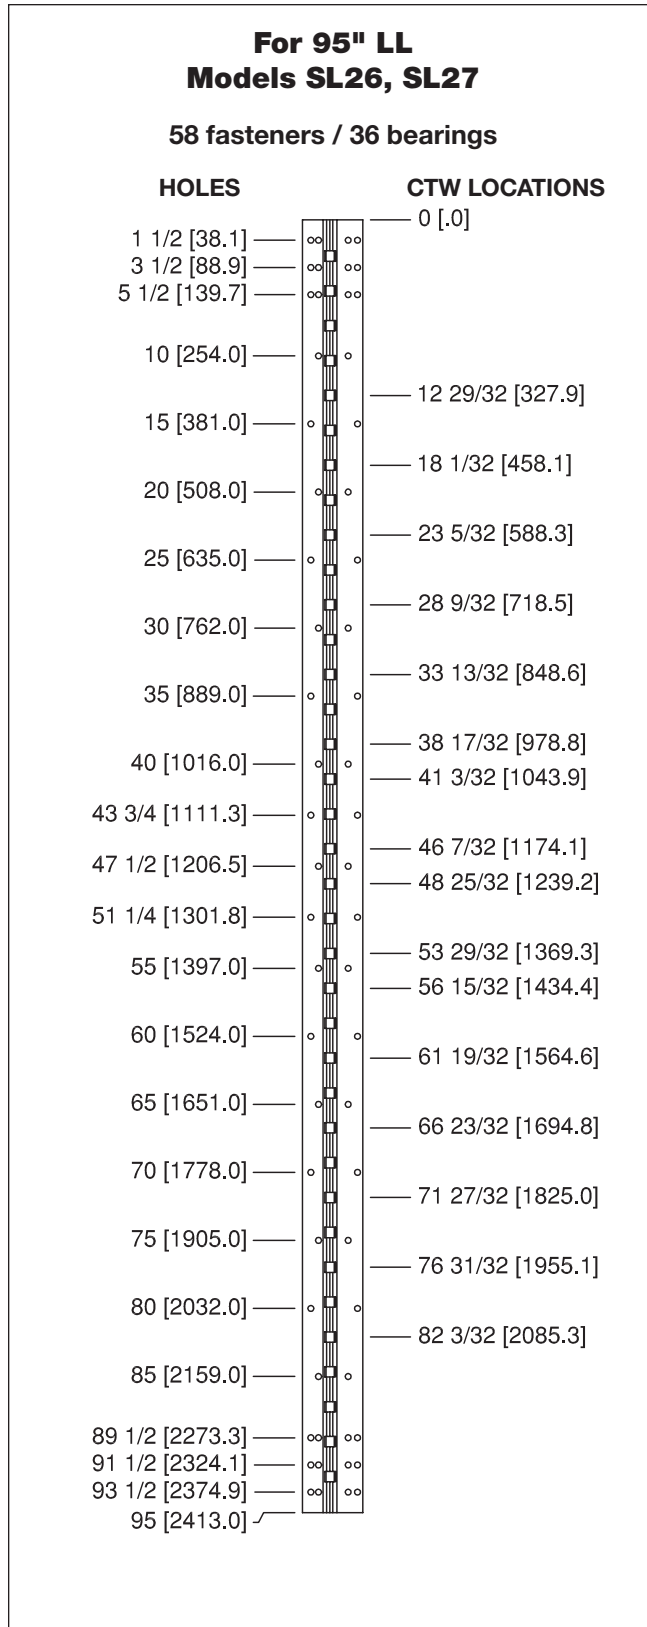 For 95" LL
Models SL26, SL27
58 fasteners / 36 bearings
HOLES
1 1/2 [38.1]
3 1/2 [88.9]
5 1/2 [139.7]
10 [254.0]
15 [381.0]
20 [508.0]
25 [635.0]
30 [762.0]
35 [889.0]
40 [1016.0]
43 3/4 [1111.3]
47 1/2 [1206.5]
51 1/4 [1301.8]
55 [1397.0]
60 [1524.0]
65 [1651.0]
70 [1778.0]
75 [1905.0]
80 [2032.0]
85 [2159.0]
89 1/2 [2273.3]
91 1/2 [2324.1]
93 1/2 [2374.9]
95 [2413.0]
CTW LOCATIONS
0 [.0]
12 29/32 [327.9]
18 1/32 [458.1]
23 5/32 [588.3]
28 9/32 [718.5]
33 13/32 [848.6]
38 17/32 [978.8]
41 3/32 [1043.9]
46 7/32 [1174.1]
48 25/32 [1239.2]
53 29/32 [1369.3]
56 15/32 [1434.4]
61 19/32 [1564.6]
66 23/32 [1694.8]
71 27/32 [1825.0]
76 31/32 [1955.1]
82 3/32 [2085.3]